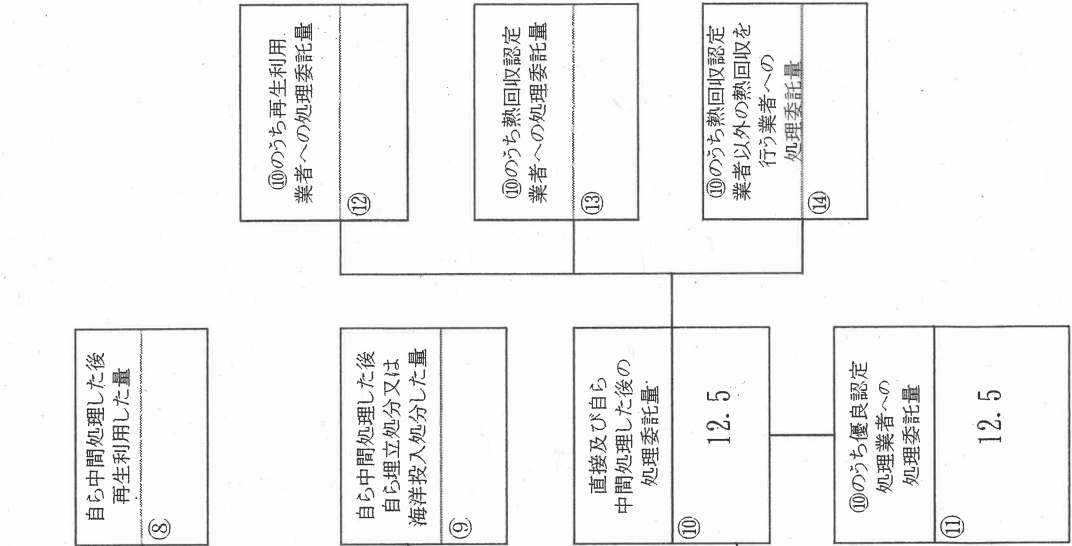 自ら中間処理した後
再生利用した量
⑧
自ら中間処理した後
自ら埋立処分又は
海洋投入処分した量
⑨
直接及び自ら
中間処理した後の
処理委託量
⑩
12.5
⑩のうち優良認定
処理業者への
処理委託量
⑪
12.5
⑩のうち再生利用
業者への処理委託量
⑫
⑩のうち熱回収認定
業者への処理委託量
⑬
⑩のうち熱回収認定
業者以外の熱回収を
行う業者への
処理委託量
⑭